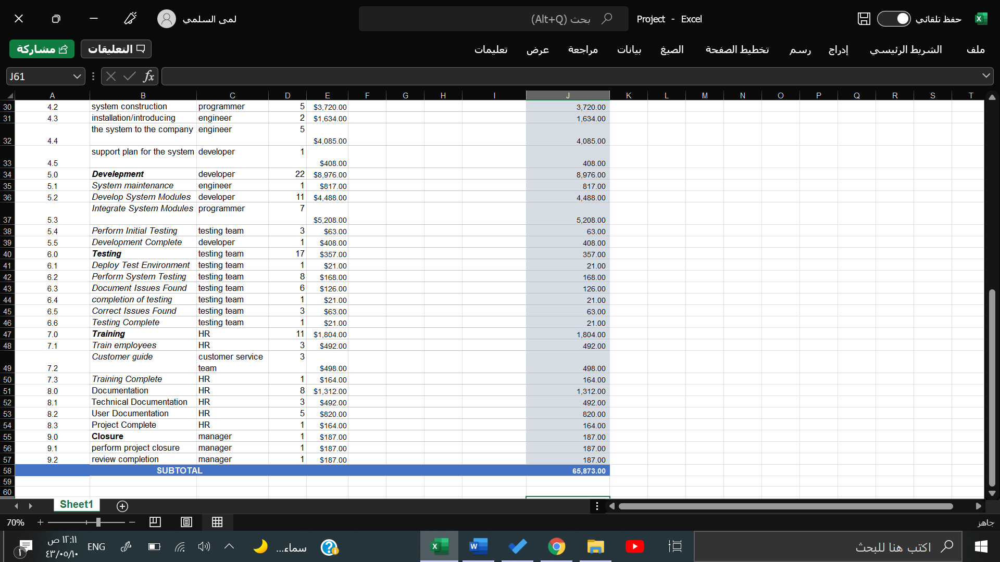 لمى السلمي
بحث (Alt+Q)
Project - Excel
حفظ تلقائي
مشاركة
التعليقات
ملف الشريط الرئيسي إدراج رسم تخطيط الصفحة الصيغ بيانات مراجعة عرض تعليمات
J61 fx
A B C D E F G H I J K L M N O P Q R S T
30 4.2 system construction programmer 5 $3,720.00 3,720.00
31 4.3 installation/introducing engineer 2 $1,634.00 1,634.00
32 4.4 the system to the company engineer 5 $4,085.00 4,085.00
33 4.5 support plan for the system developer 1 $408.00 408.00
34 5.0 Develepment developer 22 $8,976.00 8,976.00
35 5.1 System maintenance engineer 1 $817.00 817.00
36 5.2 Develop System Modules developer 11 $4,488.00 4,488.00
37 5.3 Integrate System Modules programmer 7 $5,208.00 5,208.00
38 5.4 Perform Initial Testing testing team 3 $63.00 63.00
39 5.5 Development Complete developer 1 $408.00 408.00
40 6.0 Testing testing team 17 $357.00 357.00
41 6.1 Deploy Test Environment testing team 1 $21.00 21.00
42 6.2 Perform System Testing testing team 8 $168.00 168.00
43 6.3 Document Issues Found testing team 6 $126.00 126.00
44 6.4 completion of testing testing team 1 $21.00 21.00
45 6.5 Correct Issues Found testing team 3 $63.00 63.00
46 6.6 Testing Complete testing team 1 $21.00 21.00
47 7.0 Training HR 11 $1,804.00 1,804.00
48 7.1 Train employees HR 3 $492.00 492.00
49 7.2 Customer guide customer service team 3 $498.00 498.00
50 7.3 Training Complete HR 1 $164.00 164.00
51 8.0 Documentation HR 8 $1,312.00 1,312.00
52 8.1 Technical Documentation HR 3 $492.00 492.00
53 8.2 User Documentation HR 5 $820.00 820.00
54 8.3 Project Complete HR 1 $164.00 164.00
55 9.0 Closure manager 1 $187.00 187.00
56 9.1 perform project closure manager 1 $187.00 187.00
57 9.2 review completion manager 1 $187.00 187.00
58 SUBTOTAL 65,873.00
59
60
Sheet1
70%
جاهز
١٢:١١ ص
٤٣/٠٥/١٠
ENG
سماء...
اكتب هنا للبحث